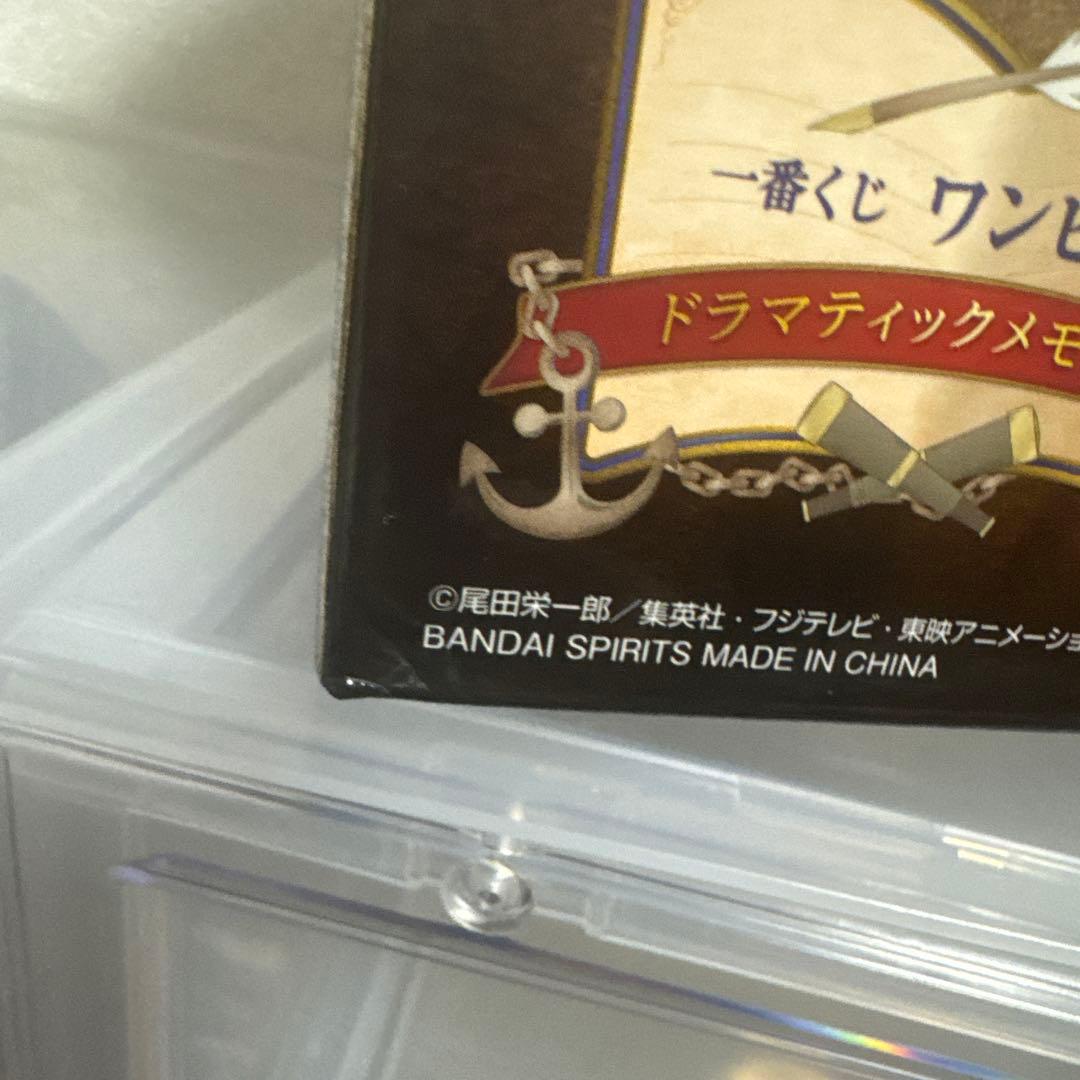 一番くじ ワンピ
ドラマティックメモ
©尾田栄一郎／集英社・フジテレビ・東映アニメーショ
BANDAI SPIRITS MADE IN CHINA